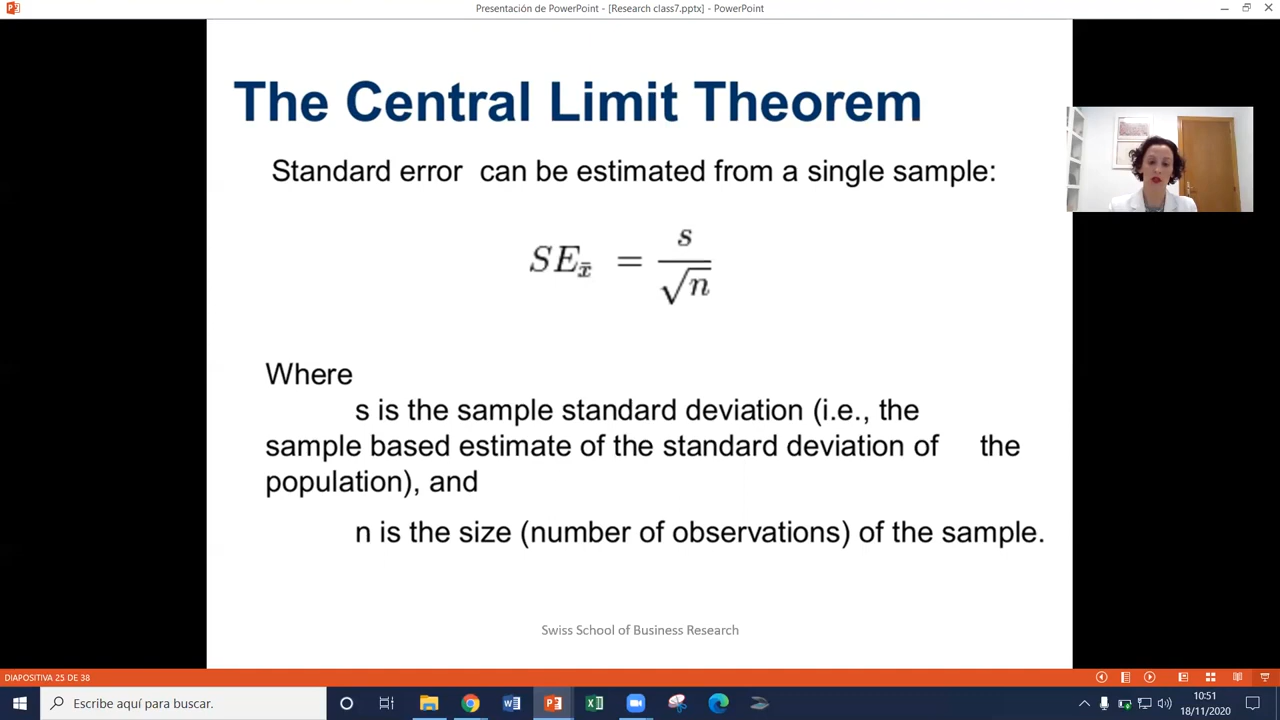 Presentación de PowerPoint - [Research class7.pptx] - PowerPoint
The Central Limit Theorem
Standard error can be estimated from a single sample:
SE_x̄ = s / √n
Where
s is the sample standard deviation (i.e., the
sample based estimate of the standard deviation of the
population), and
n is the size (number of observations) of the sample.
Swiss School of Business Research
DIAPOSITIVA 25 DE 38
Escribe aquí para buscar.
10:51
18/11/2020